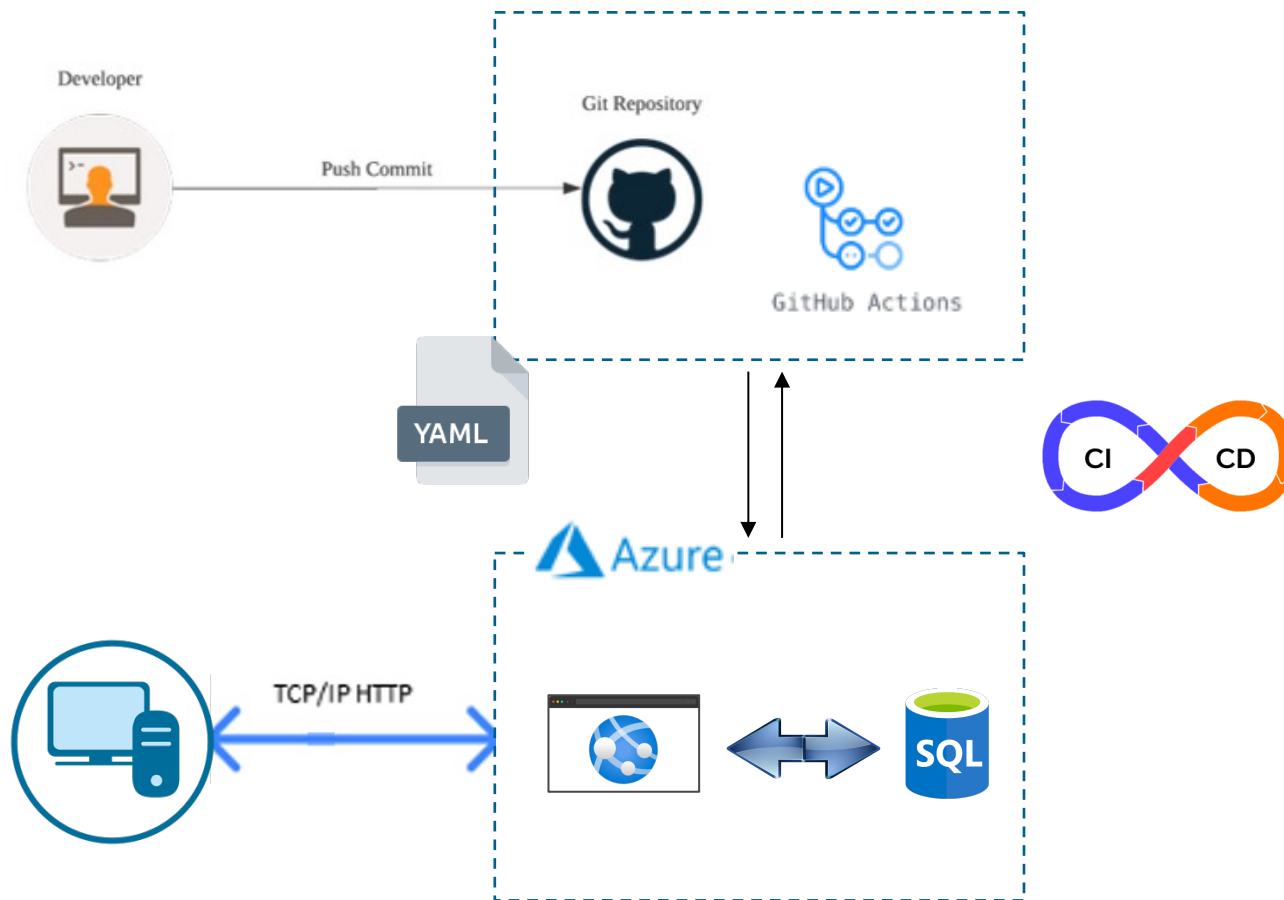 Developer
Git Repository
Push Commit
GitHub Actions
YAML
CI
CD
Azure
TCP/IP HTTP
SQL